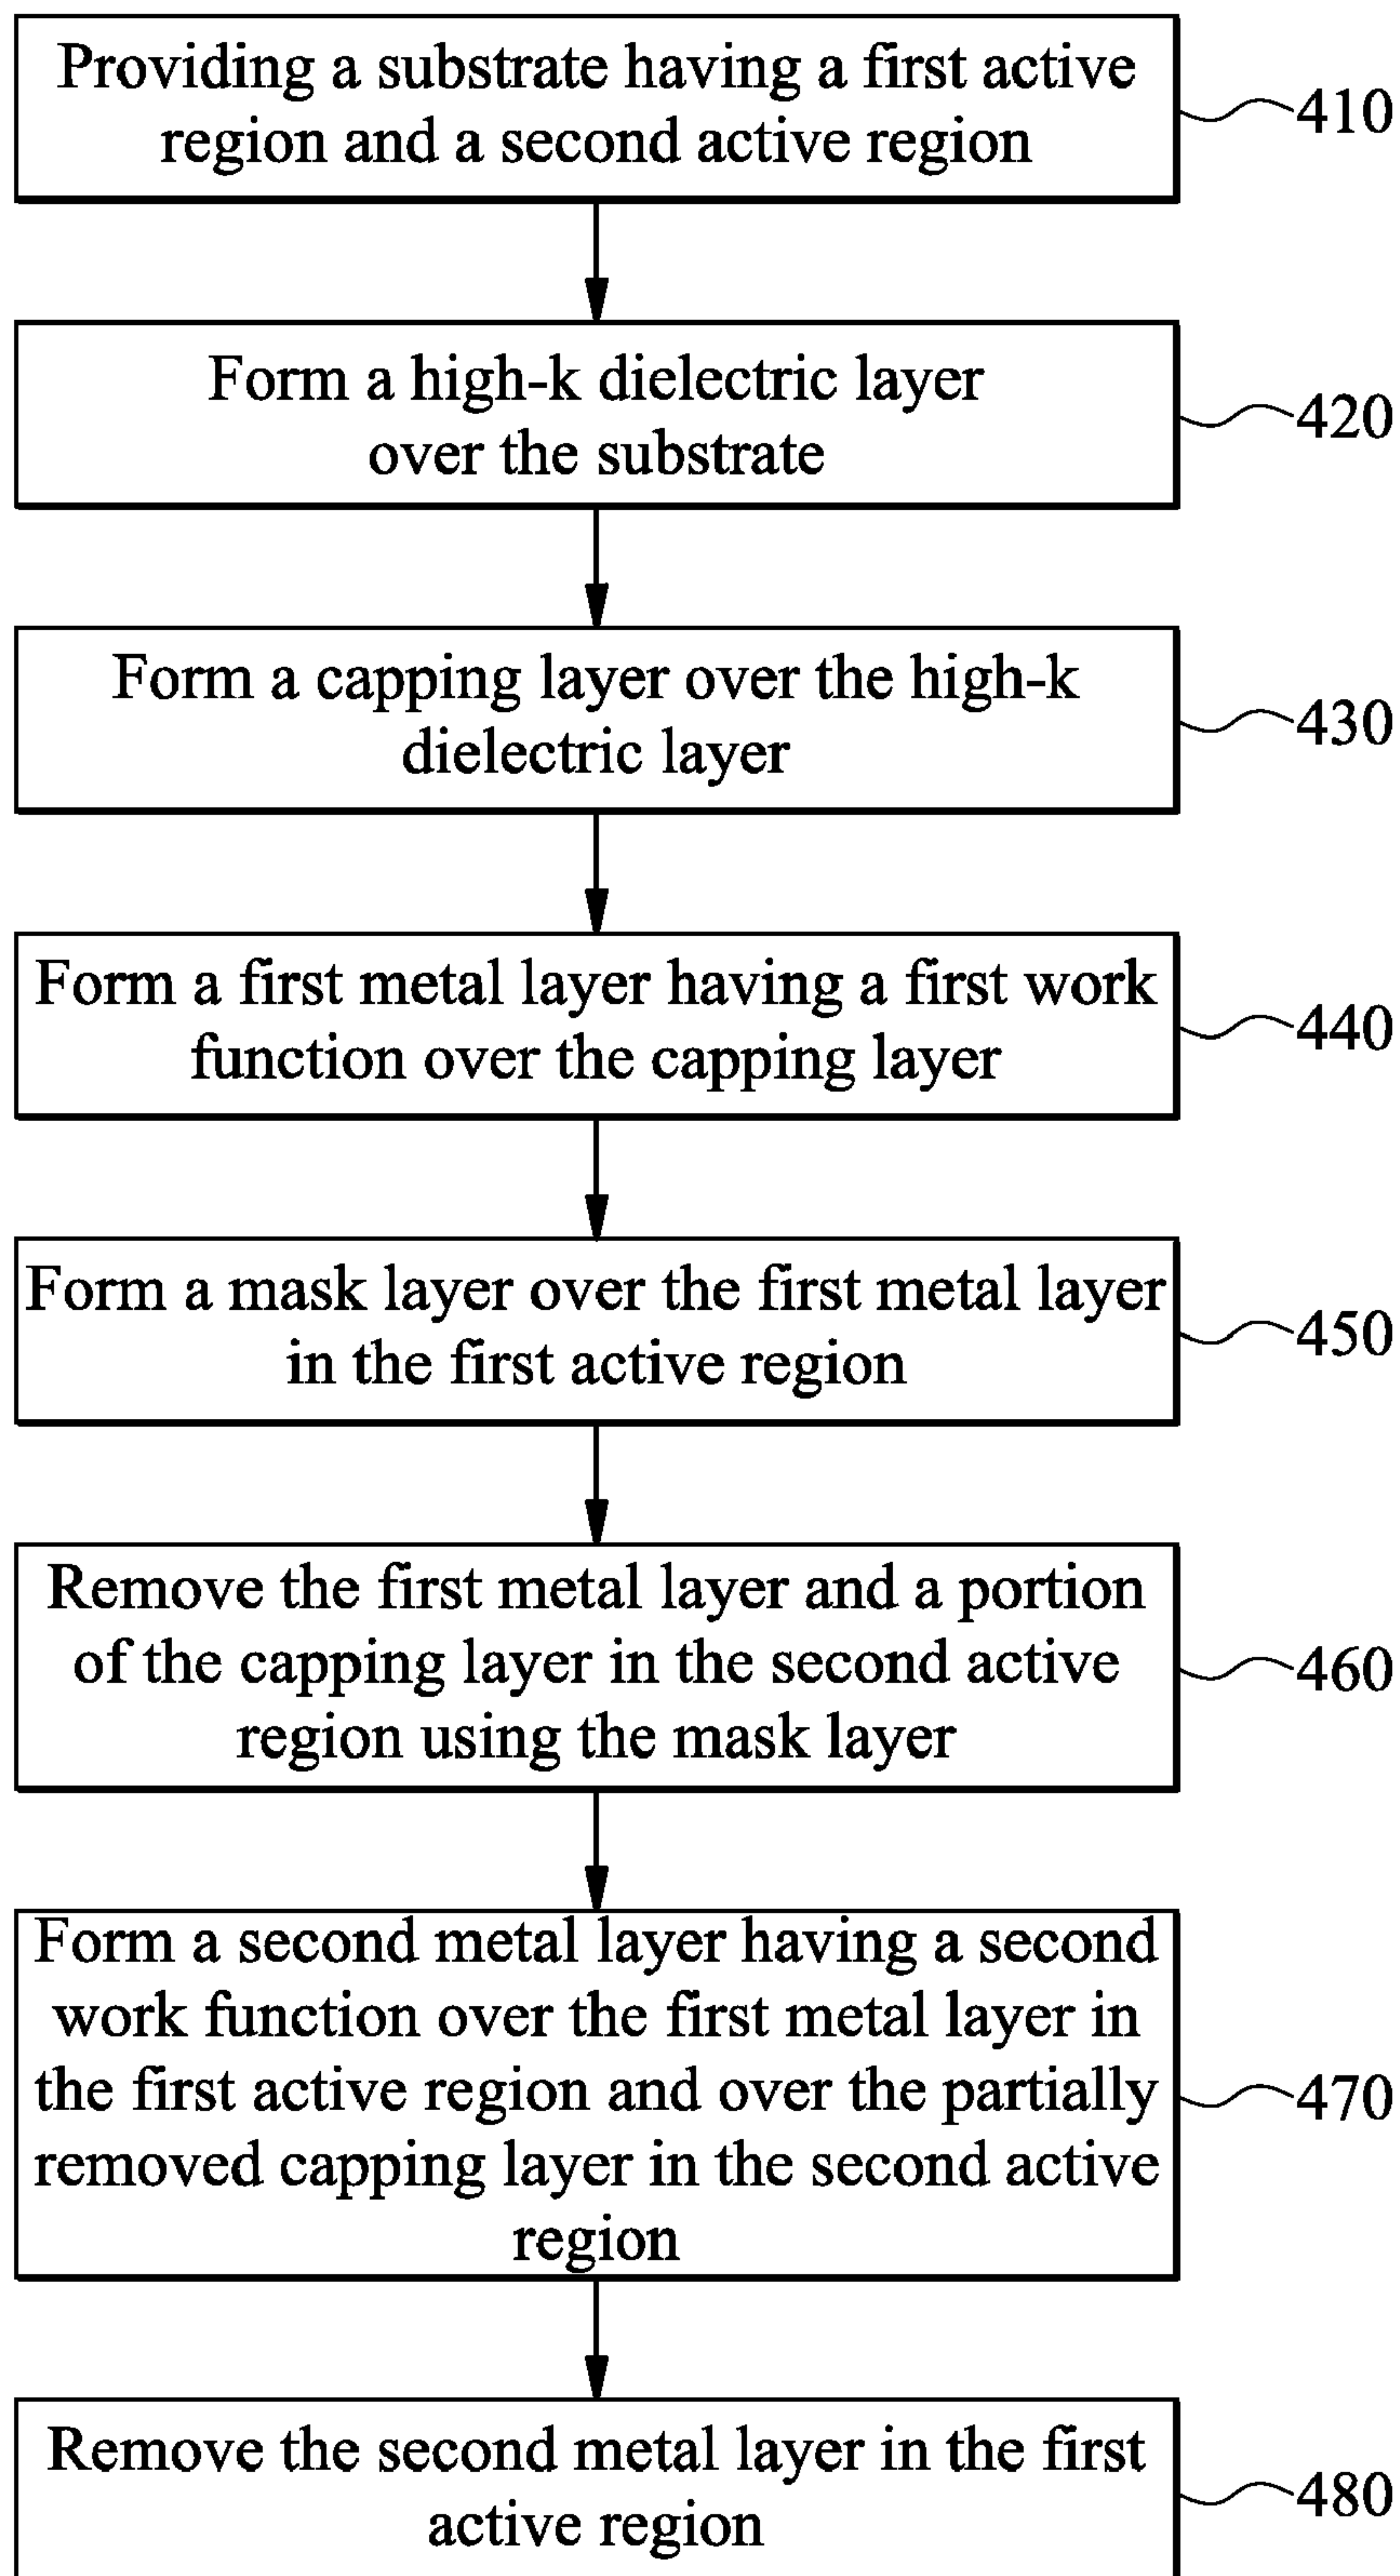 Providing a substrate having a first active
region and a second active region
410
Form a high-k dielectric layer
over the substrate
420
Form a capping layer over the high-k
dielectric layer
430
Form a first metal layer having a first work
function over the capping layer
440
Form a mask layer over the first metal layer
in the first active region
450
Remove the first metal layer and a portion
of the capping layer in the second active
region using the mask layer
460
Form a second metal layer having a second
work function over the first metal layer in
the first active region and over the partially
removed capping layer in the second active
region
470
Remove the second metal layer in the first
active region
480